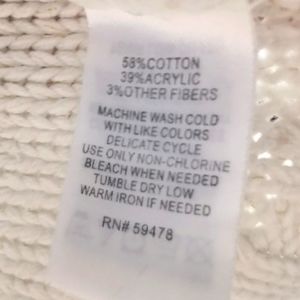 58%COTTON
39%ACRYLIC
3%OTHER FIBERS
MACHINE WASH COLD
WITH LIKE COLORS
DELICATE CYCLE
USE ONLY NON-CHLORINE
BLEACH WHEN NEEDED
TUMBLE DRY LOW
WARM IRON IF NEEDED
RN# 59478